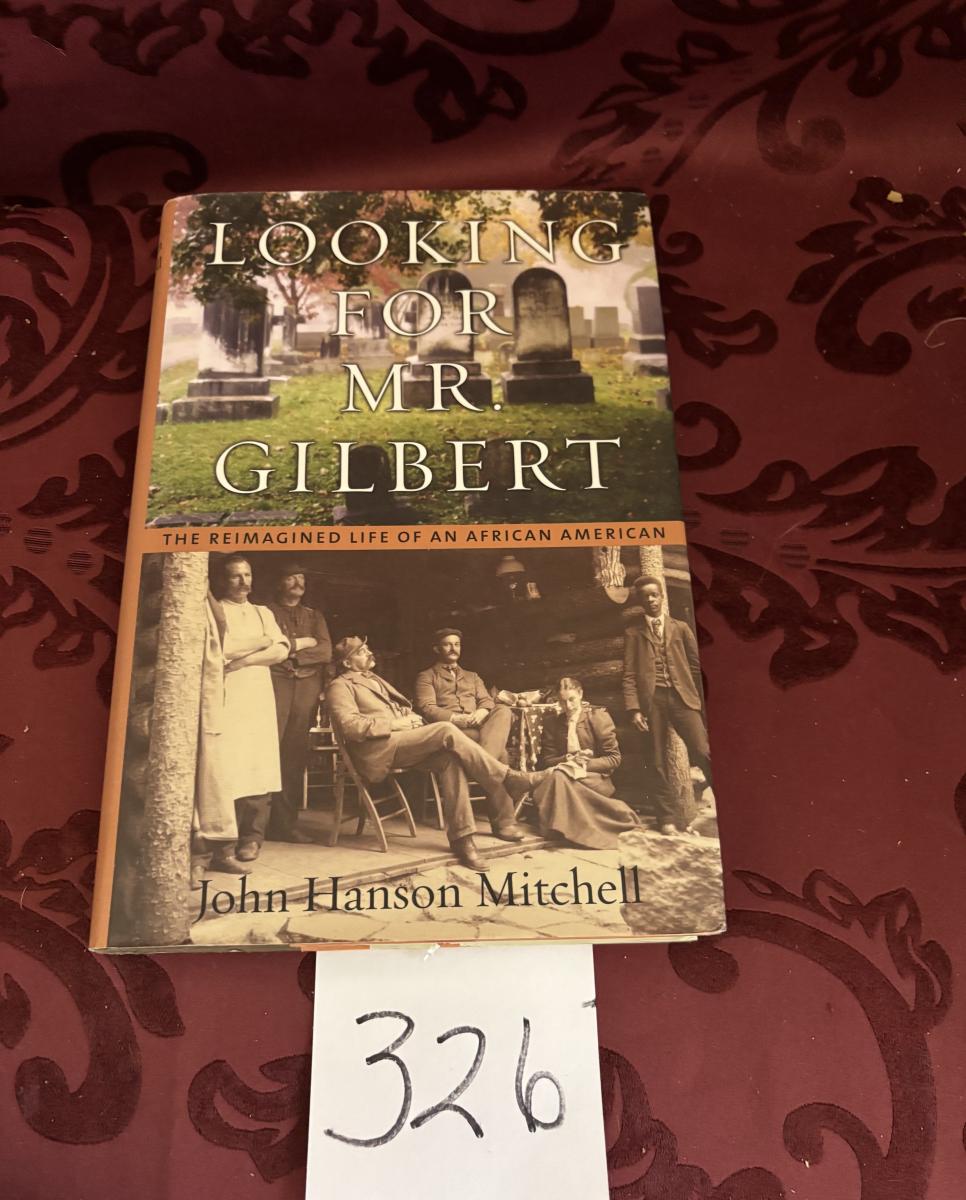 LOOKING
FOR
MR.
GILBERT
THE REIMAGINED LIFE OF AN AFRICAN AMERICAN
John Hanson Mitchell
326